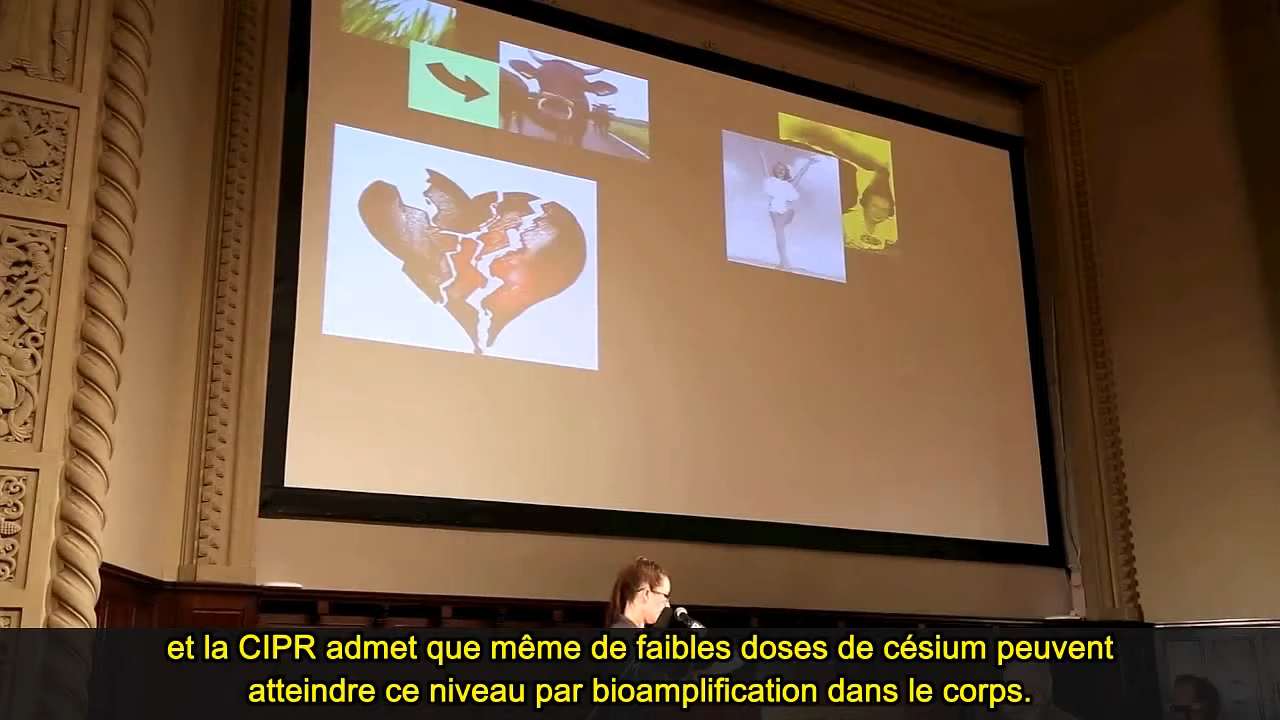 et la CIPR admet que même de faibles doses de césium peuvent
atteindre ce niveau par bioamplification dans le corps.